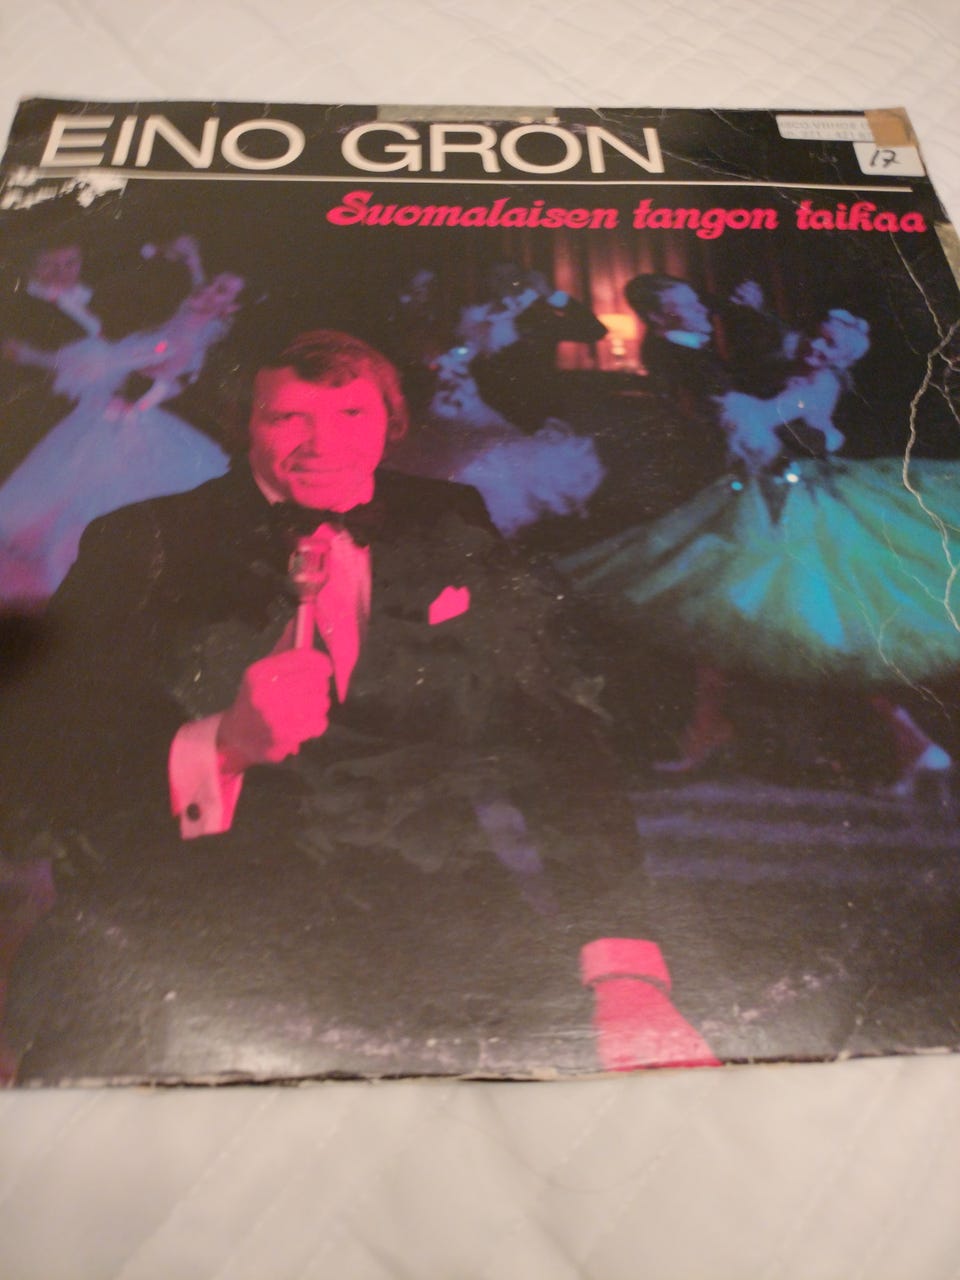 EINO GRÖN
17
Suomalaisen tangon taikaa